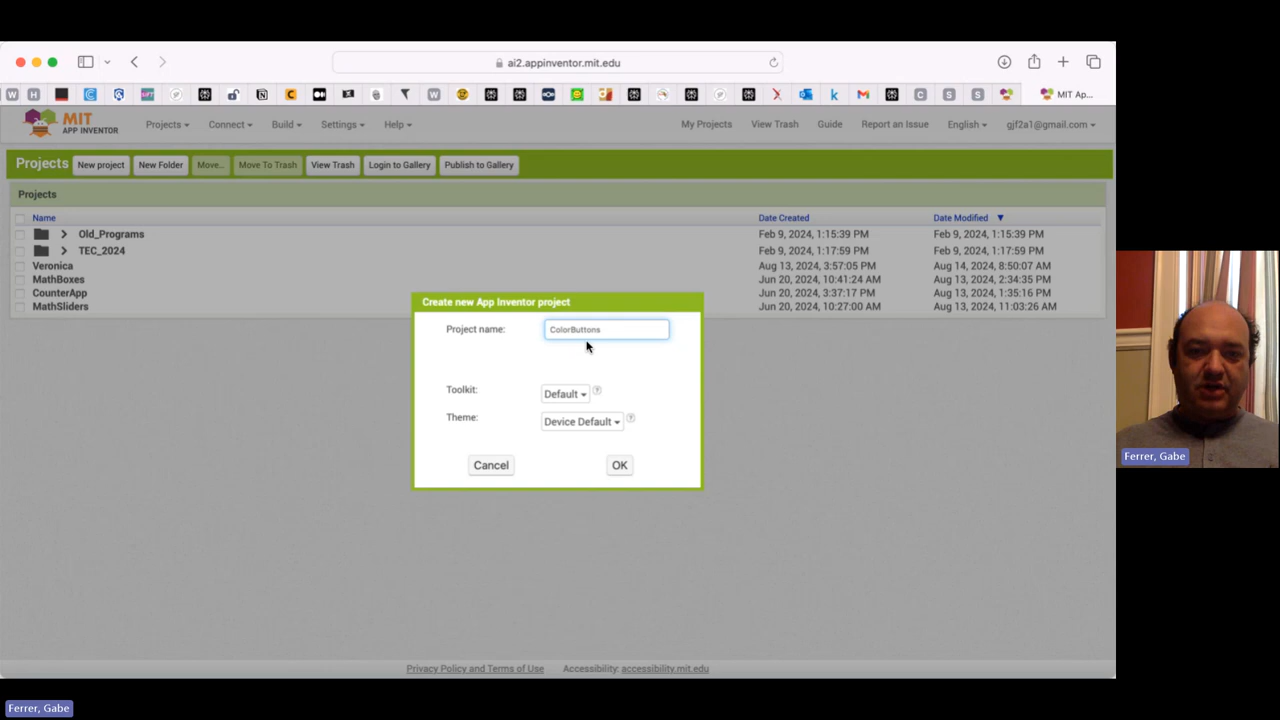 ai2.appinventor.mit.edu
MIT Ap...
MIT
APP INVENTOR
Projects
Connect
Build
Settings
Help
My Projects
View Trash
Guide
Report an Issue
English
gjf2a1@gmail.com
Projects
New project
New Folder
Move...
Move To Trash
View Trash
Login to Gallery
Publish to Gallery
Projects
Name Date Created Date Modified
Old_Programs Feb 9, 2024, 1:15:39 PM Feb 9, 2024, 1:15:39 PM
TEC_2024 Feb 9, 2024, 1:17:59 PM Feb 9, 2024, 1:17:59 PM
Veronica Aug 13, 2024, 3:57:05 PM Aug 14, 2024, 8:50:07 AM
MathBoxes Jun 20, 2024, 10:41:24 AM Aug 13, 2024, 2:34:35 PM
CounterApp Jun 20, 2024, 3:37:17 PM Aug 13, 2024, 1:35:16 PM
MathSliders Jun 20, 2024, 10:27:00 AM Aug 13, 2024, 11:03:26 AM
Create new App Inventor project
Project name: ColorButtons
Toolkit: Default
Theme: Device Default
Cancel
OK
Privacy Policy and Terms of Use
Accessibility: accessibility.mit.edu
Ferrer, Gabe
Ferrer, Gabe